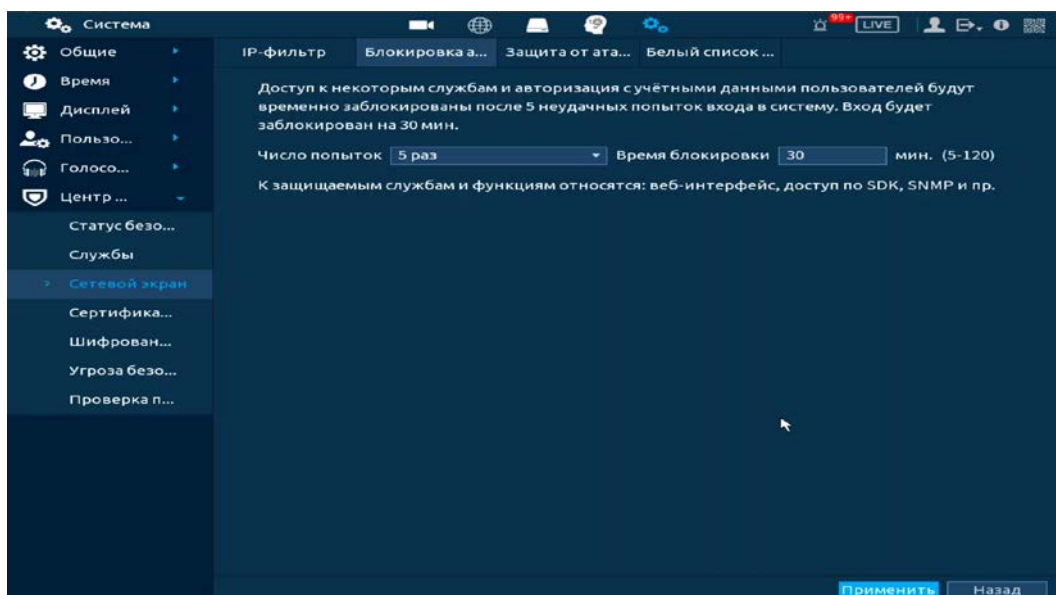 Система
99+
LIVE
Общие
Время
Дисплей
Пользо...
Голосо...
Центр ...
Статус безо...
Службы
Сетевой экран
Сертифика...
Шифрован...
Угроза безо...
Проверка п...
IP-фильтр Блокировка а... Защита от ата... Белый список ...
Доступ к некоторым службам и авторизация с учётными данными пользователей будут
временно заблокированы после 5 неудачных попыток входа в систему. Вход будет
заблокирован на 30 мин.
Число попыток 5 раз Время блокировки 30 мин. (5-120)
К защищаемым службам и функциям относятся: веб-интерфейс, доступ по SDK, SNMP и пр.
Применить Назад